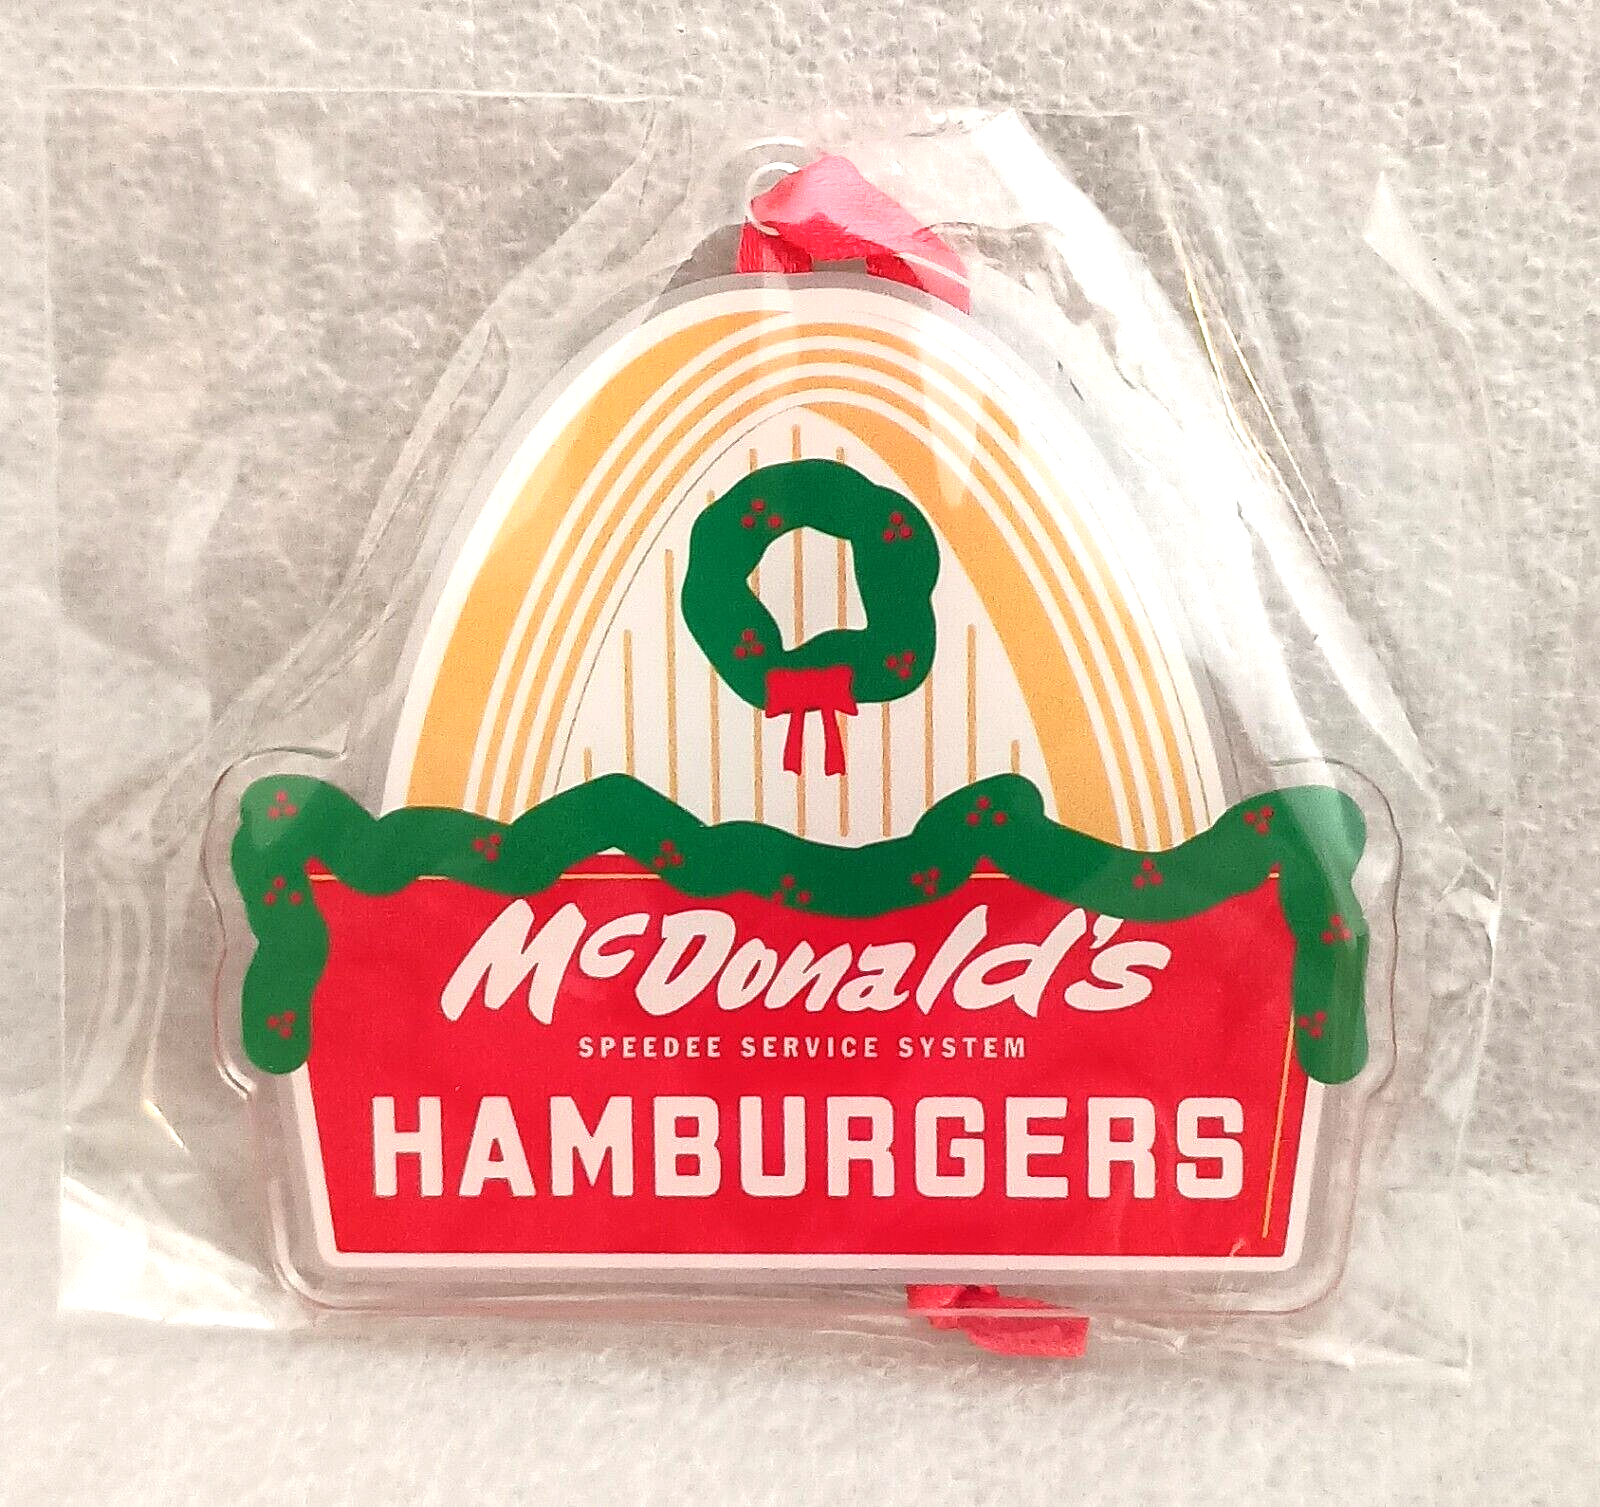 McDonald's
SPEEDEE SERVICE SYSTEM
HAMBURGERS